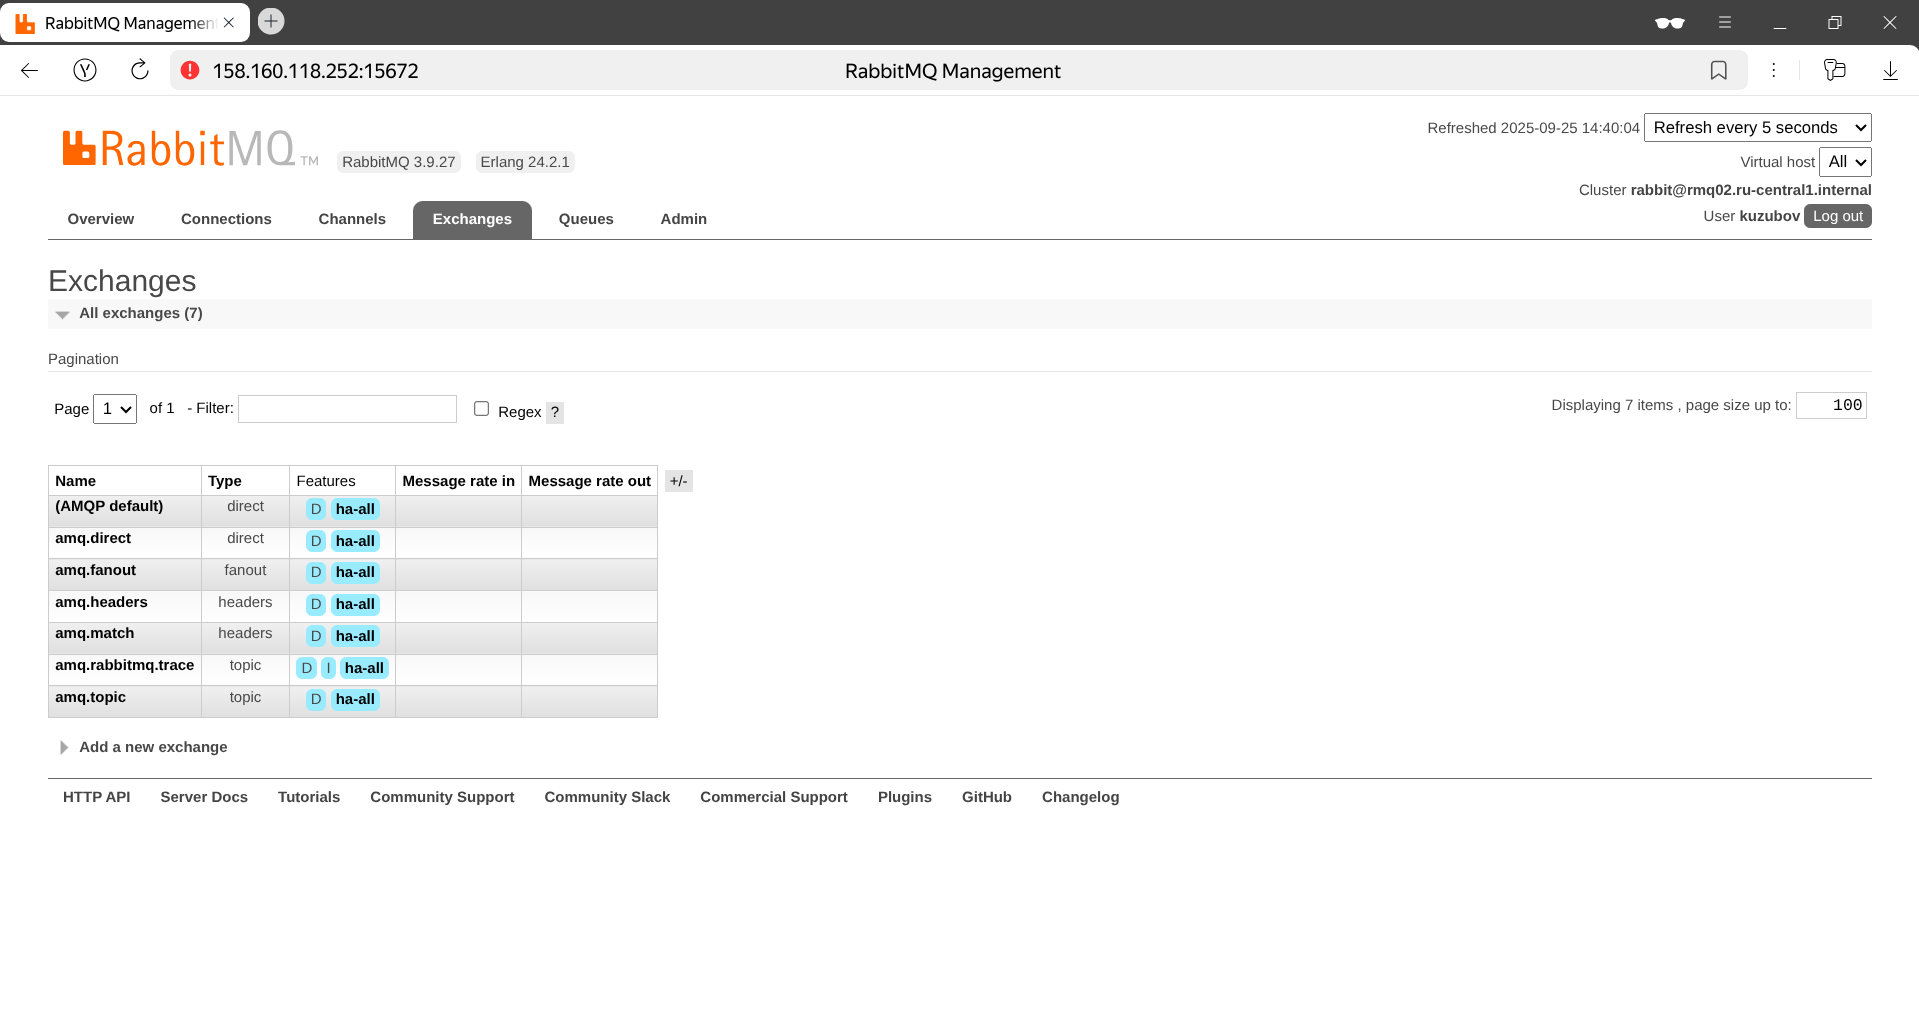 RabbitMQ Managemen
158.160.118.252:15672
RabbitMQ Management
RabbitMQ TM
RabbitMQ 3.9.27
Erlang 24.2.1
Refreshed 2025-09-25 14:40:04
Refresh every 5 seconds
Virtual host
All
Cluster rabbit@rmq02.ru-central1.internal
User kuzubov
Log out
Overview
Connections
Channels
Exchanges
Queues
Admin
Exchanges
All exchanges (7)
Pagination
Page 1 of 1 - Filter:
Regex ?
Displaying 7 items , page size up to: 100
Name Type Features Message rate in Message rate out +/-
(AMQP default) direct D ha-all
amq.direct direct D ha-all
amq.fanout fanout D ha-all
amq.headers headers D ha-all
amq.match headers D ha-all
amq.rabbitmq.trace topic D I ha-all
amq.topic topic D ha-all
Add a new exchange
HTTP API
Server Docs
Tutorials
Community Support
Community Slack
Commercial Support
Plugins
GitHub
Changelog